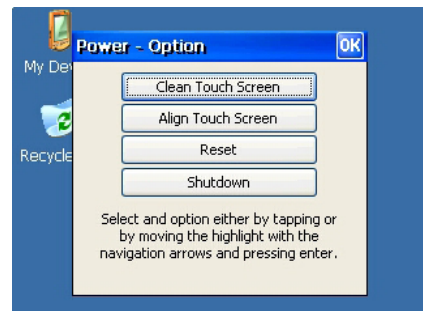 Power - Option
OK
My De
Clean Touch Screen
Align Touch Screen
Recycle
Reset
Shutdown
Select and option either by tapping or
by moving the highlight with the
navigation arrows and pressing enter.